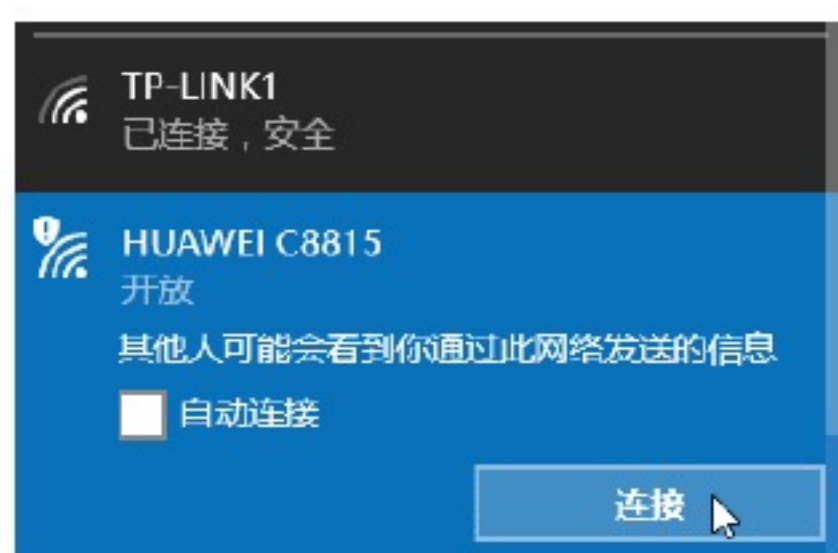 TP-LINK1
已连接，安全
HUAWEI C8815
开放
其他人可能会看到你通过此网络发送的信息
自动连接
连接